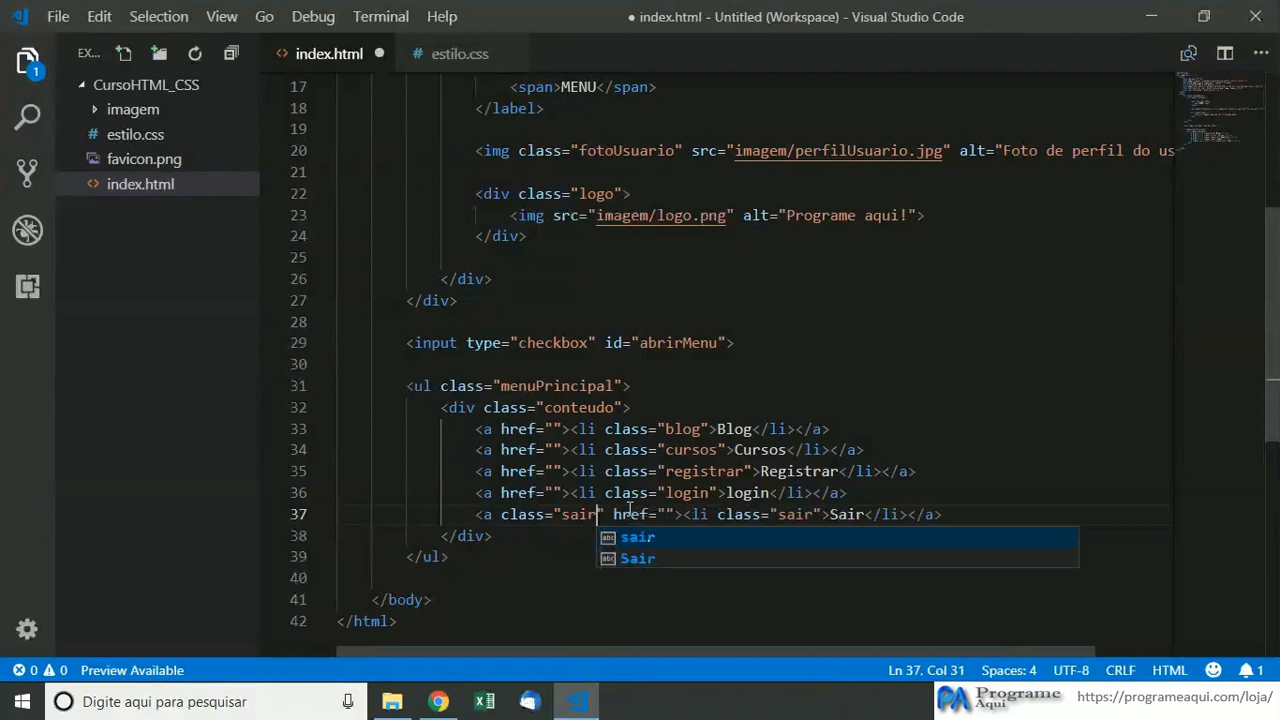 File Edit Selection View Go Debug Terminal Help
● index.html - Untitled (Workspace) - Visual Studio Code
EX...
index.html
# estilo.css
1
CursoHTML_CSS
imagem
# estilo.css
favicon.png
<> index.html
17 <span>MENU</span>
18 </label>
19
20 <img class="fotoUsuario" src="imagem/perfilUsuario.jpg" alt="Foto de perfil do us
21
22 <div class="logo">
23 <img src="imagem/logo.png" alt="Programe aqui!">
24 </div>
25
26 </div>
27 </div>
28
29 <input type="checkbox" id="abrirMenu">
30
31 <ul class="menuPrincipal">
32 <div class="conteudo">
33 <a href=""><li class="blog">Blog</li></a>
34 <a href=""><li class="cursos">Cursos</li></a>
35 <a href=""><li class="registrar">Registrar</li></a>
36 <a href=""><li class="login">login</li></a>
37 <a class="sair" href=""><li class="sair">Sair</li></a>
38 </div>
abc sair
39 </ul>
abc Sair
40
41 </body>
42 </html>
0 0 Preview Available
Ln 37, Col 31 Spaces: 4 UTF-8 CRLF HTML 1
Digite aqui para pesquisar
PA Programe Aqui
https://programeaqui.com/loja/